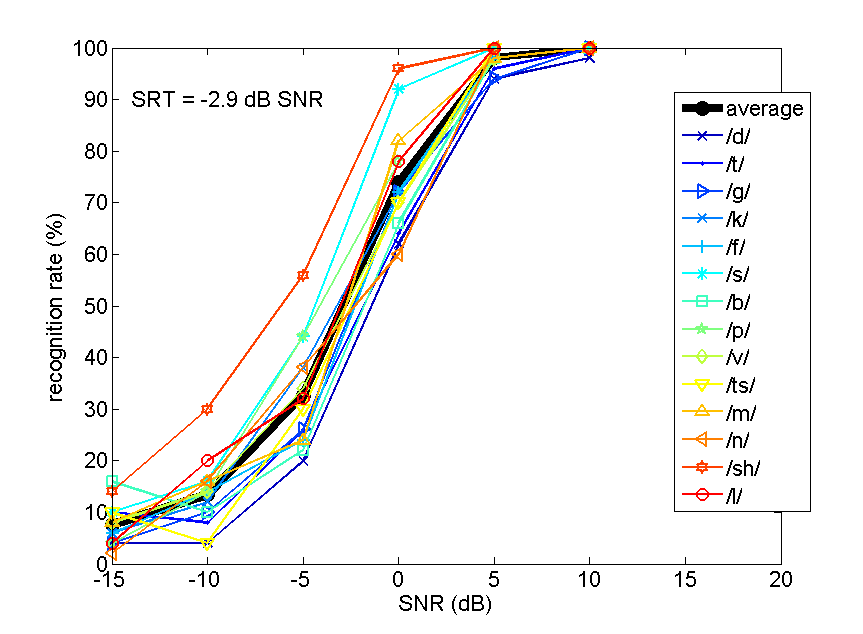 100
90
80
70
60
50
40
30
20
10
0
recognition rate (%)
SRT = -2.9 dB SNR
average
/d/
/t/
/g/
/k/
/f/
/s/
/b/
/p/
/v/
/ts/
/m/
/n/
/sh/
/l/
-15 -10 -5 0 5 10 15 20
SNR (dB)